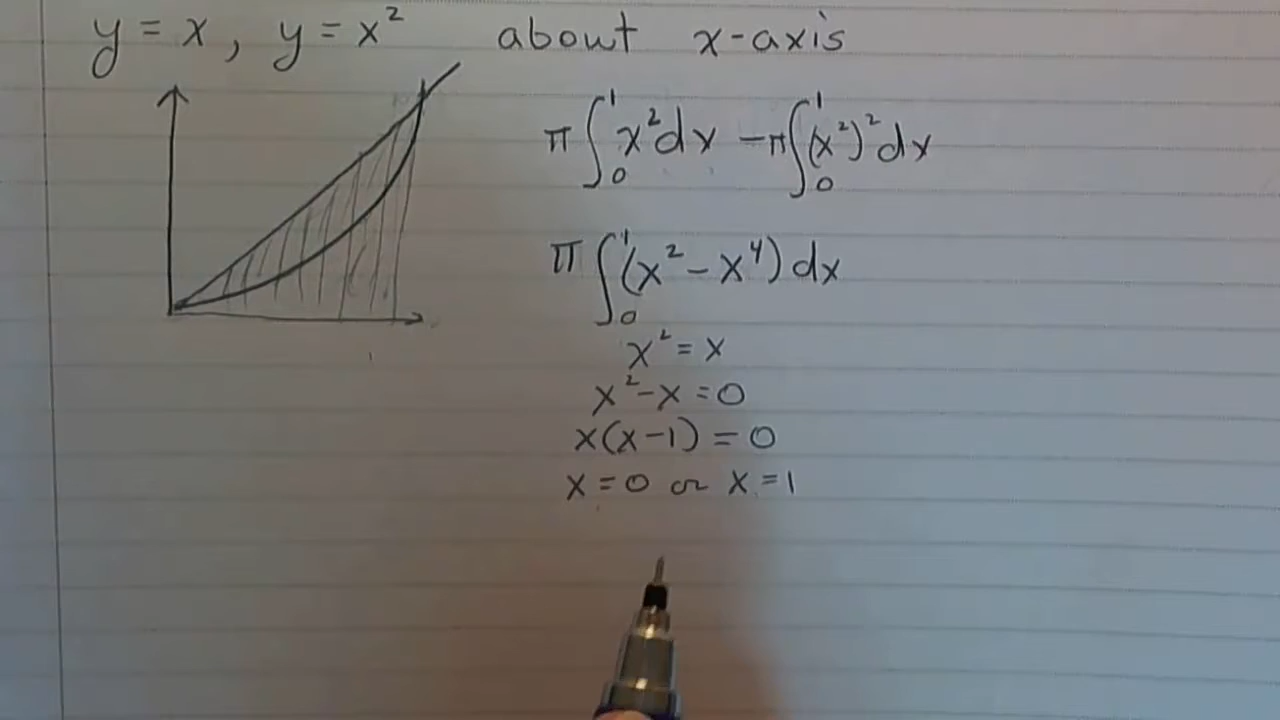 y = x, y = x² about x-axis
π∫₀¹ x² dx − π∫₀¹ (x²)² dx
π∫₀¹ (x² − x⁴) dx
x² = x
x² − x = 0
x(x−1) = 0
x = 0 or x = 1